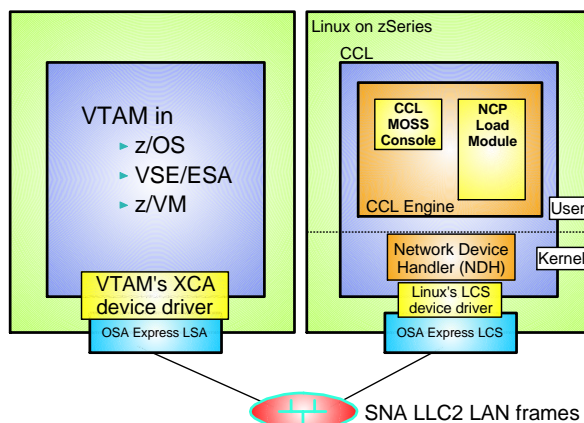 VTAM in
z/OS
VSE/ESA
z/VM
VTAM's XCA
device driver
OSA Express LSA
Linux on zSeries
CCL
CCL
MOSS
Console
NCP
Load
Module
CCL Engine
User
Network Device
Handler (NDH)
Kernel
Linux's LCS
device driver
OSA Express LCS
SNA LLC2 LAN frames